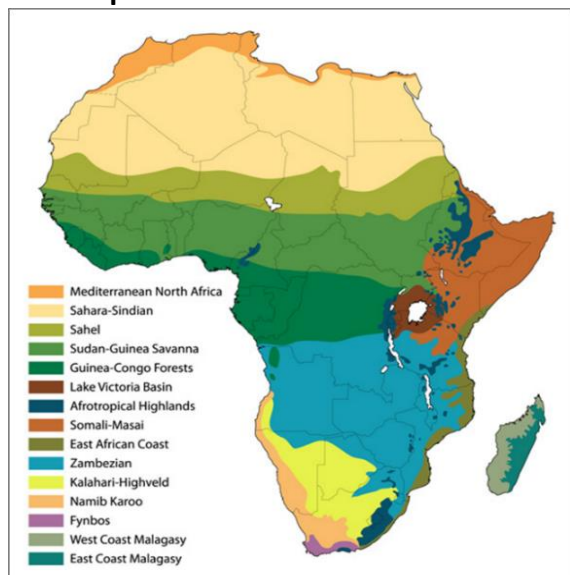 Mediterranean North Africa
Sahara-Sindian
Sahel
Sudan-Guinea Savanna
Guinea-Congo Forests
Lake Victoria Basin
Afrotropical Highlands
Somali-Masai
East African Coast
Zambezian
Kalahari-Highveld
Namib Karoo
Fynbos
West Coast Malagasy
East Coast Malagasy